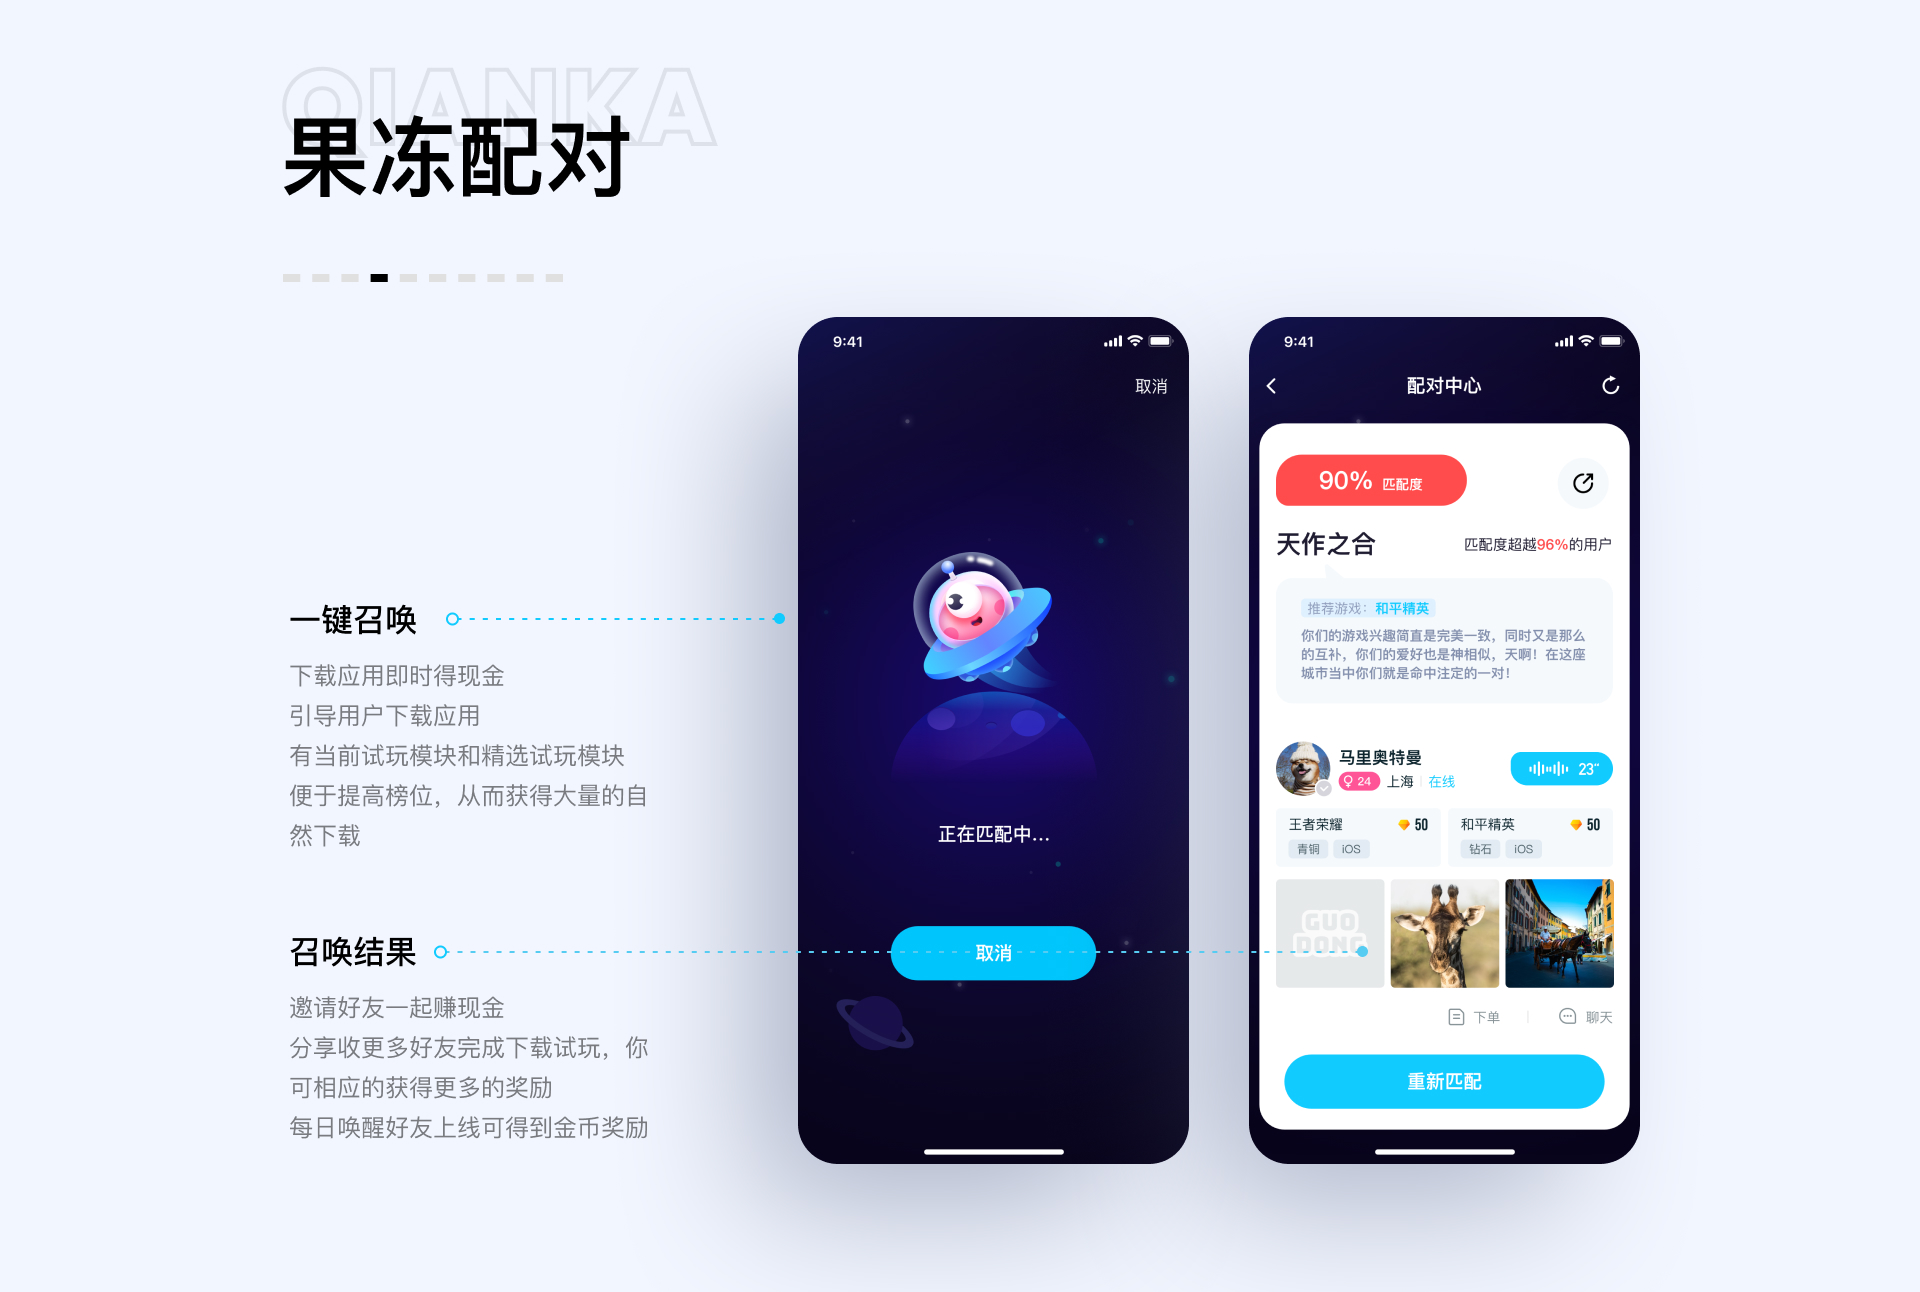 QIANKA
果冻配对
一键召唤
下载应用即时得现金
引导用户下载应用
有当前试玩模块和精选试玩模块
便于提高榜位，从而获得大量的自
然下载
召唤结果
邀请好友一起赚现金
分享收更多好友完成下载试玩，你
可相应的获得更多的奖励
每日唤醒好友上线可得到金币奖励
9:41
取消
正在匹配中...
取消
9:41
配对中心
90% 匹配度
天作之合
匹配度超越96%的用户
推荐游戏：和平精英
你们的游戏兴趣简直是完美一致，同时又是那么
的互补，你们的爱好也是神相似，天啊！在这座
城市当中你们就是命中注定的一对！
马里奥特曼
24 上海 在线
23"
王者荣耀 50
青铜 iOS
和平精英 50
钻石 iOS
GUO
DONG
下单
聊天
重新匹配